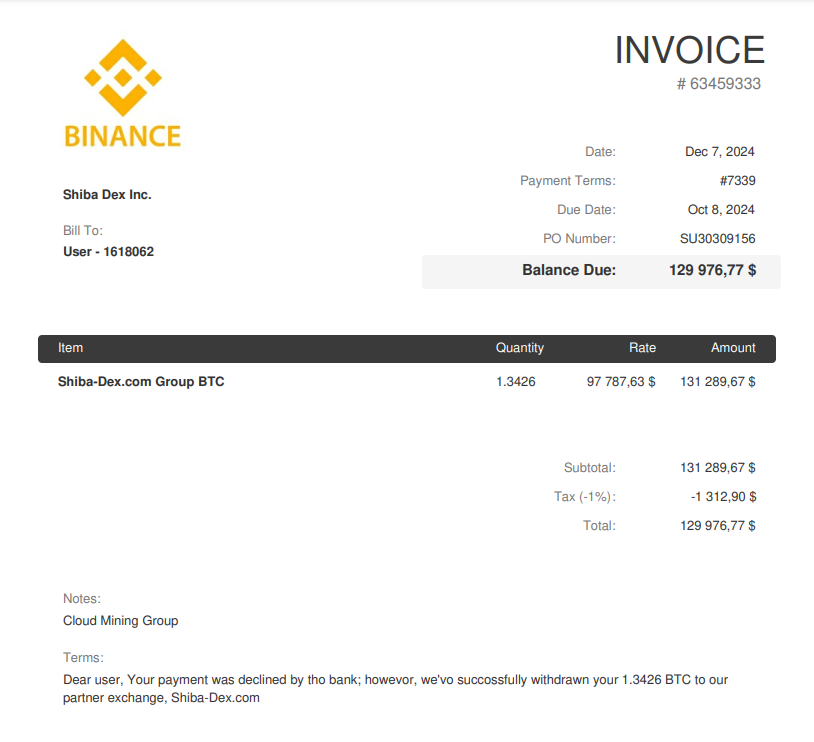 BINANCE
INVOICE
# 63459333
Date: Dec 7, 2024
Payment Terms: #7339
Due Date: Oct 8, 2024
PO Number: SU30309156
Balance Due: 129 976,77 $
Shiba Dex Inc.
Bill To:
User - 1618062
Item Quantity Rate Amount
Shiba-Dex.com Group BTC 1.3426 97 787,63 $ 131 289,67 $
Subtotal: 131 289,67 $
Tax (-1%): -1 312,90 $
Total: 129 976,77 $
Notes:
Cloud Mining Group
Terms:
Dear user, Your payment was declined by tho bank; howevor, we'vo succossfully withdrawn your 1.3426 BTC to our
partner exchange, Shiba-Dex.com